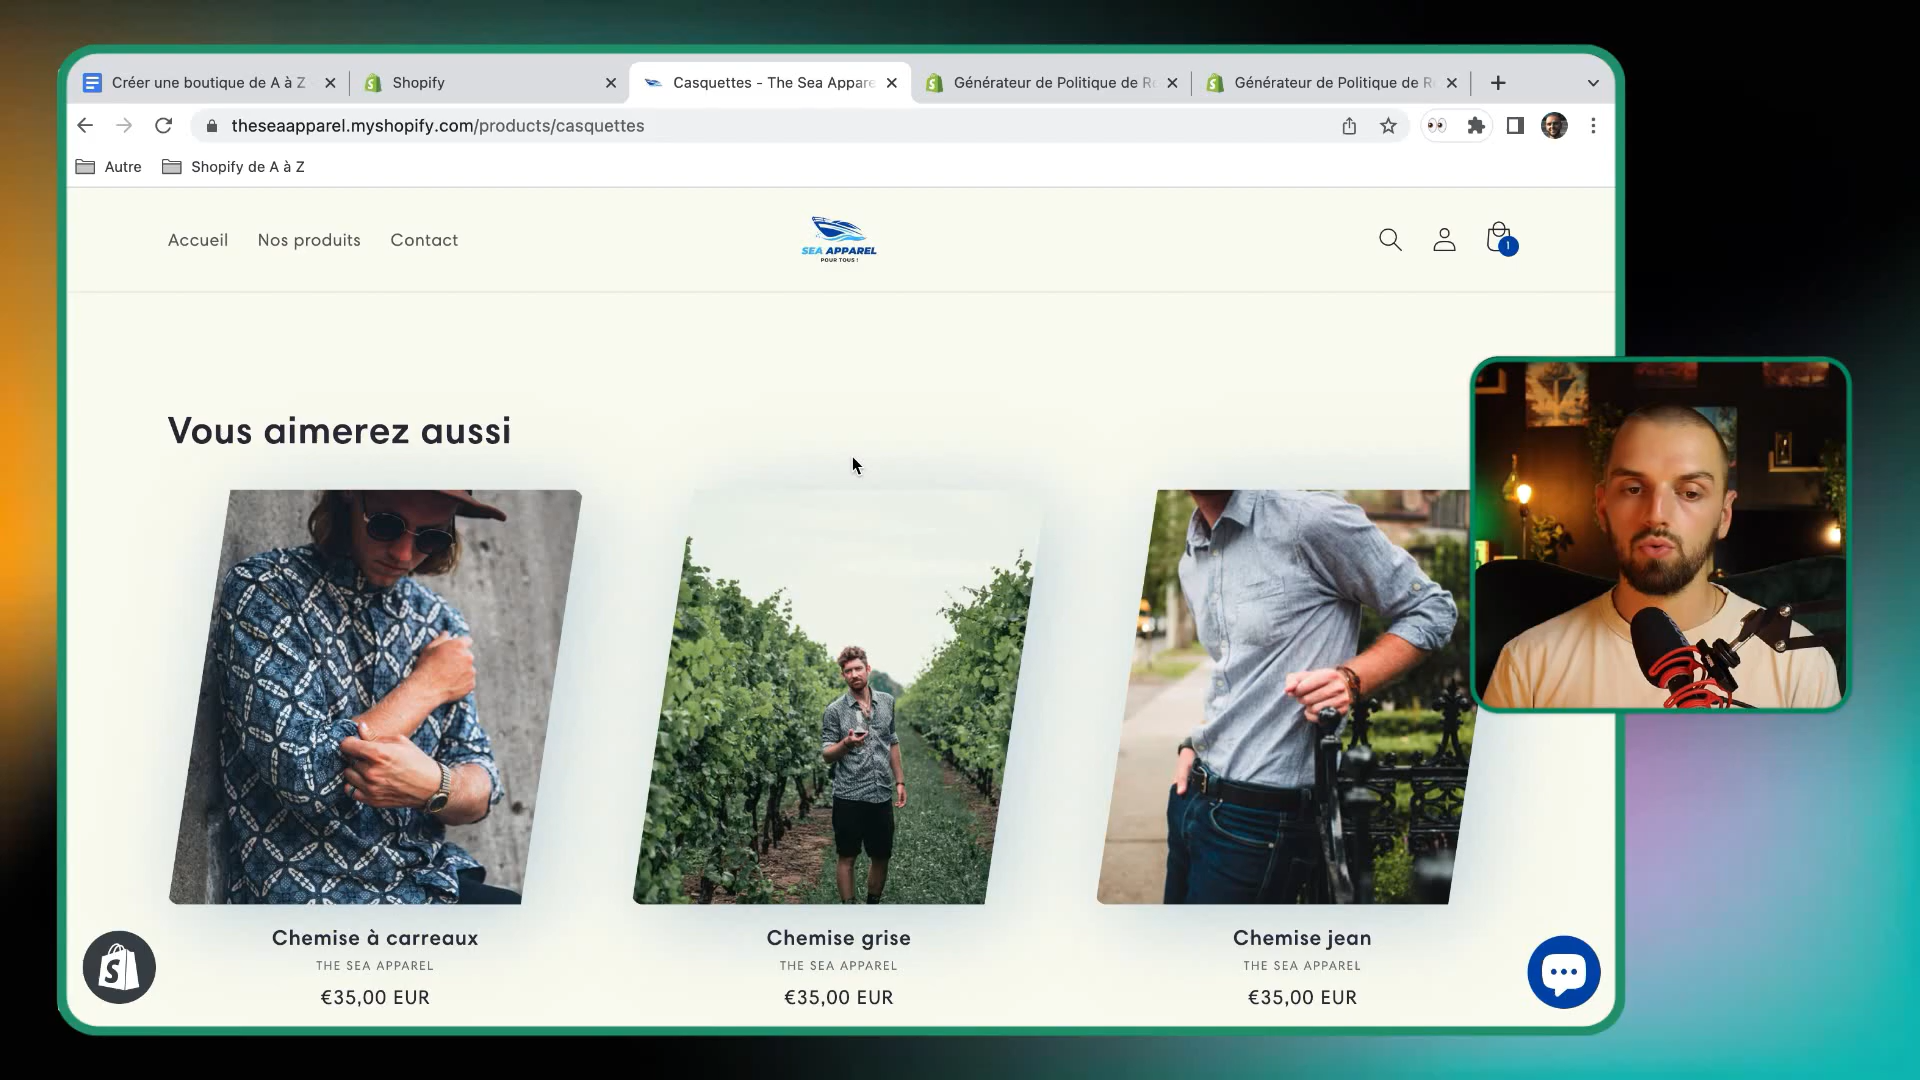 Créer une boutique de A à Z
Shopify
Casquettes - The Sea Appare
Générateur de Politique de Re
Générateur de Politique de Re
theseaapparel.myshopify.com/products/casquettes
Autre
Shopify de A à Z
Accueil
Nos produits
Contact
SEA APPAREL
POUR TOUS !
1
Vous aimerez aussi
Chemise à carreaux
THE SEA APPAREL
€35,00 EUR
Chemise grise
THE SEA APPAREL
€35,00 EUR
Chemise jean
THE SEA APPAREL
€35,00 EUR